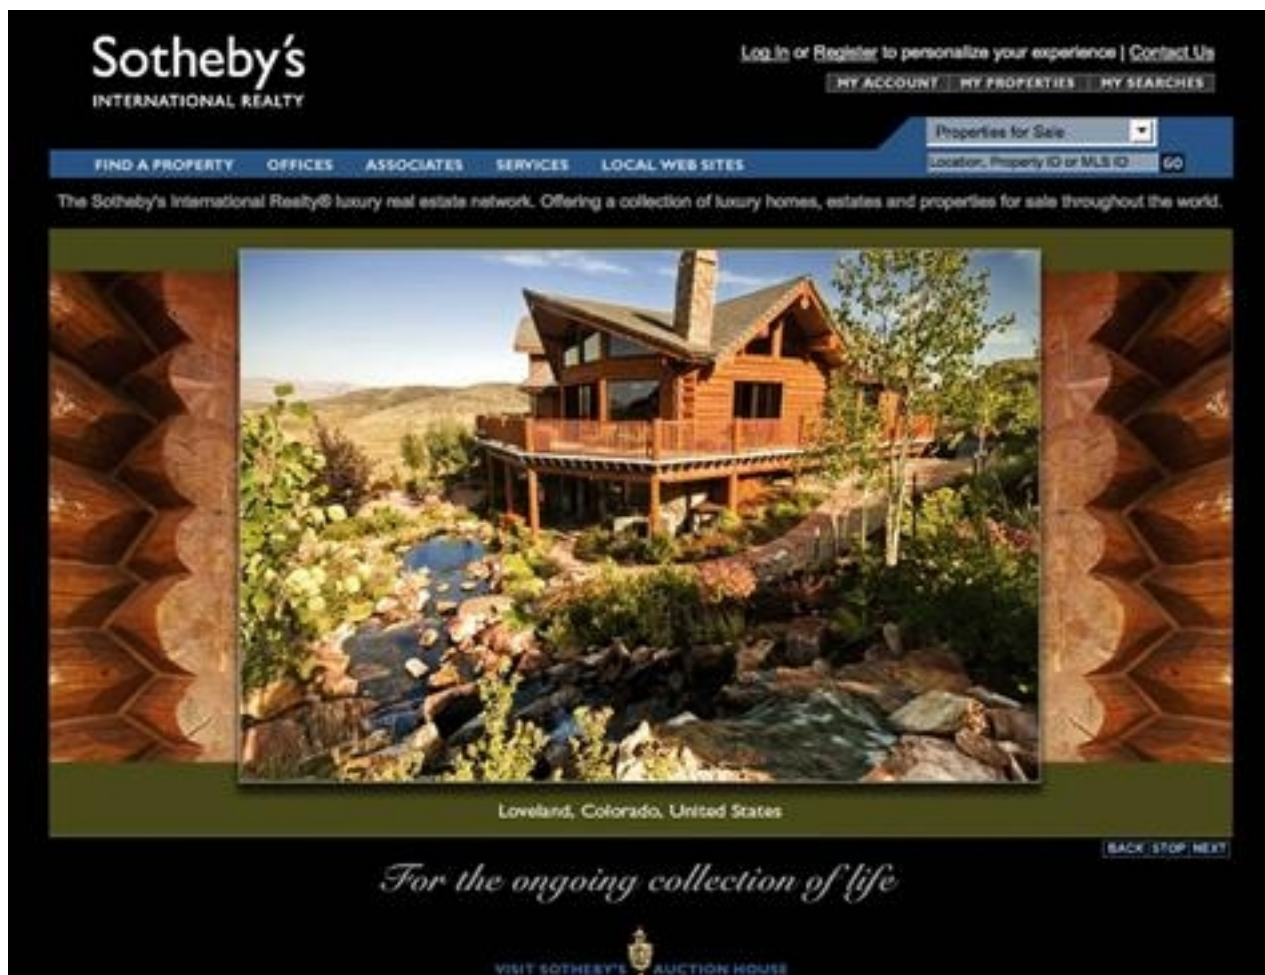 Sotheby's
INTERNATIONAL REALTY
Log In or Register to personalize your experience | Contact Us
MY ACCOUNT MY PROPERTIES MY SEARCHES
Properties for Sale
FIND A PROPERTY OFFICES ASSOCIATES SERVICES LOCAL WEB SITES
Location, Property ID or MLS ID GO
The Sotheby's International Realty® luxury real estate network. Offering a collection of luxury homes, estates and properties for sale throughout the world.
Loveland, Colorado, United States
BACK STOP NEXT
For the ongoing collection of life
VISIT SOTHEBY'S AUCTION HOUSE